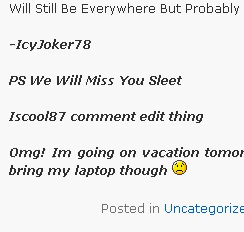 Will Still Be Everywhere But Probably
-IcyJoker78
PS We Will Miss You Sleet
Iscool87 comment edit thing
Omg! Im going on vacation tomor
bring my laptop though
Posted in Uncategorize